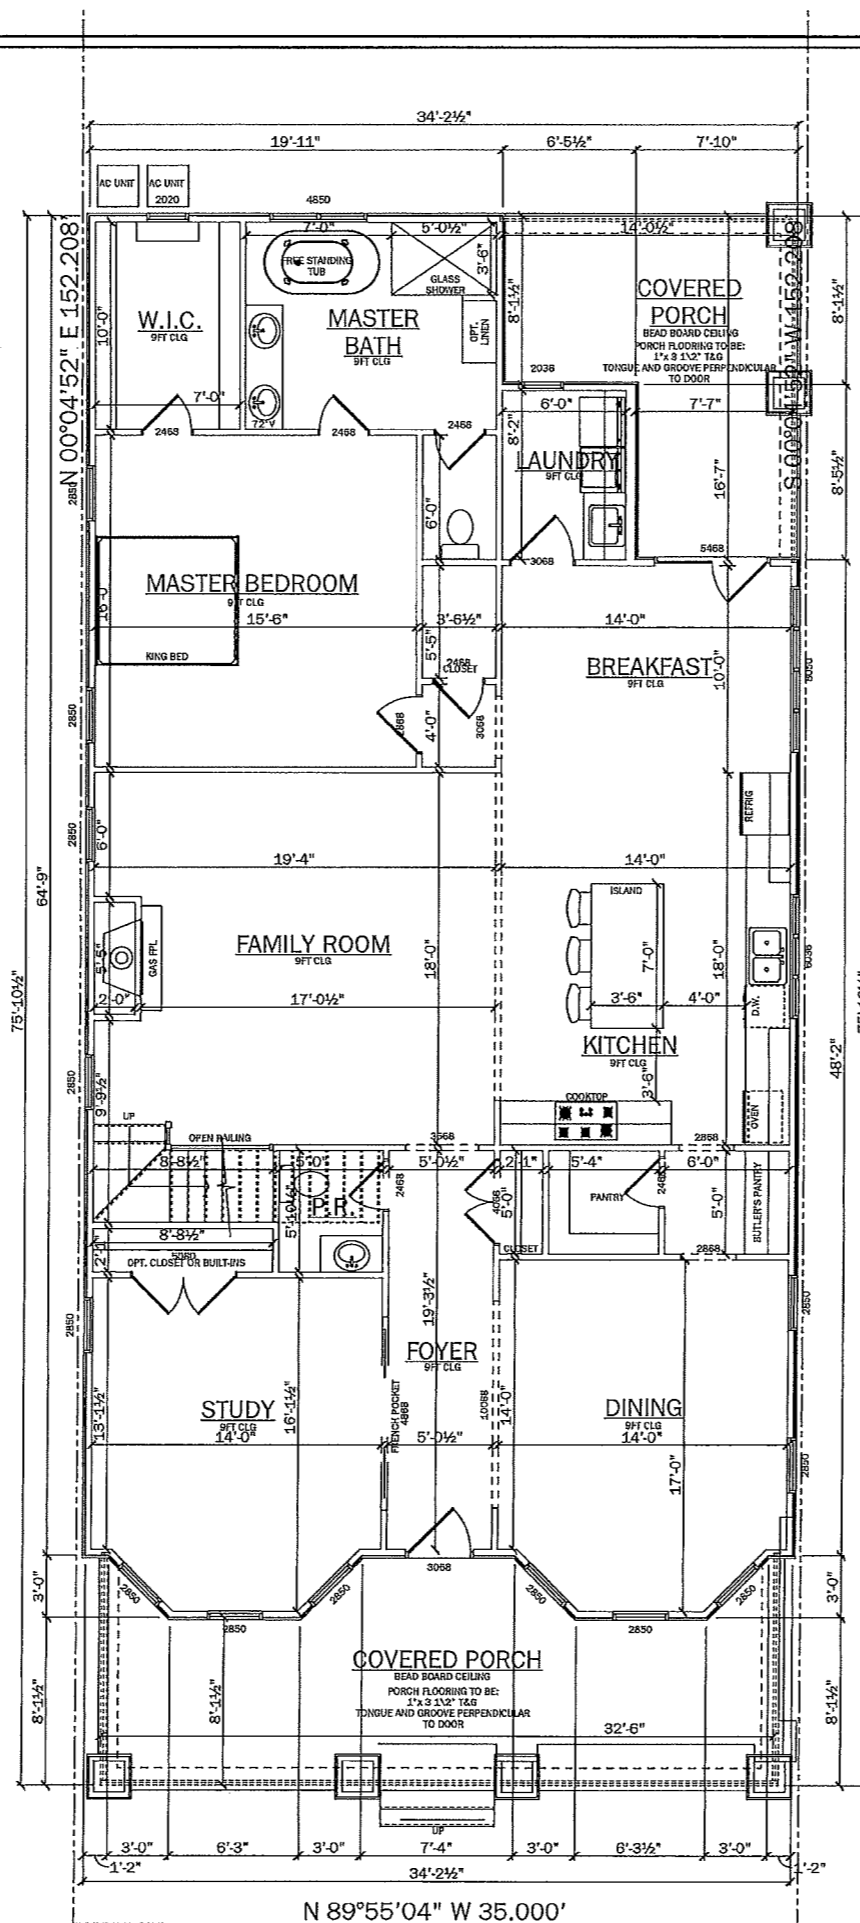 34'-2½"
19'-11"
6'-5½"
7'-10"
AC UNIT
AC UNIT
2020
4850
7'-0"
5'-0½"
14'-0½"
N 00°04'52" E 152.208'
S 00°04'52" W 152.208'
FREE STANDING
TUB
GLASS
SHOWER
3'-6"
8'-1½"
8'-1½"
COVERED
PORCH
BEAD BOARD CEILING
PORCH FLOORING TO BE:
1"x 3 1\2" T&G
TONGUE AND GROOVE PERPENDICULAR
TO DOOR
10'-0"
W.I.C.
9FT CLG
MASTER
BATH
9FT CLG
OPT.
LINEN
2036
7'-0"
72"V
6'-0"
7'-7"
2468
2468
2468
8'-2"
LAUNDRY
9FT CLG
16'-7"
8'-5½"
2850
6'-0"
3068
5468
MASTER BEDROOM
9FT CLG
16'-0"
15'-6"
3'-6½"
14'-0"
KING BED
5'-5"
2468
CLOSET
BREAKFAST
9FT CLG
10'-0"
2850
2868
4'-0"
3068
REFRIG
2850
6'-0"
19'-4"
14'-0"
64'-9"
75'-10½"
ISLAND
FAMILY ROOM
9FT CLG
5'-5"
GAS FPL
18'-0"
7'-0"
18'-0"
6036
2'-0"
17'-0½"
3'-6"
4'-0"
D.W.
KITCHEN
9FT CLG
48'-2"
2850
9'-9½"
3'-6"
COOKTOP
OVEN
UP
OPEN RAILING
3568
2868
8'-8½"
5'-0"
5'-0½"
2'-1"
5'-4"
6'-0"
P.R.
2468
4068
5'-0"
PANTRY
2468
5'-0"
BUTLER'S PANTRY
5'-10½"
8'-8½"
2'-1"
5080
OPT. CLOSET OR BUILT-INS
CLOSET
2868
2850
2850
19'-3½"
FOYER
9FT CLG
STUDY
9FT CLG
14'-0"
13'-1½"
16'-1½"
FRENCH POCKET
4868
5'-0½"
10068
14'-0"
DINING
9FT CLG
14'-0"
17'-0"
2850
3068
3'-0"
2850
2850
2850
2850
2850
2850
3'-0"
COVERED PORCH
BEAD BOARD CEILING
PORCH FLOORING TO BE:
1"x 3 1\2" T&G
TONGUE AND GROOVE PERPENDICULAR
TO DOOR
8'-1½"
8'-1½"
8'-1½"
32'-6"
UP
3'-0"
6'-3"
3'-0"
7'-4"
3'-0"
6'-3½"
3'-0"
1'-2"
34'-2½"
1'-2"
N 89°55'04" W 35.000'